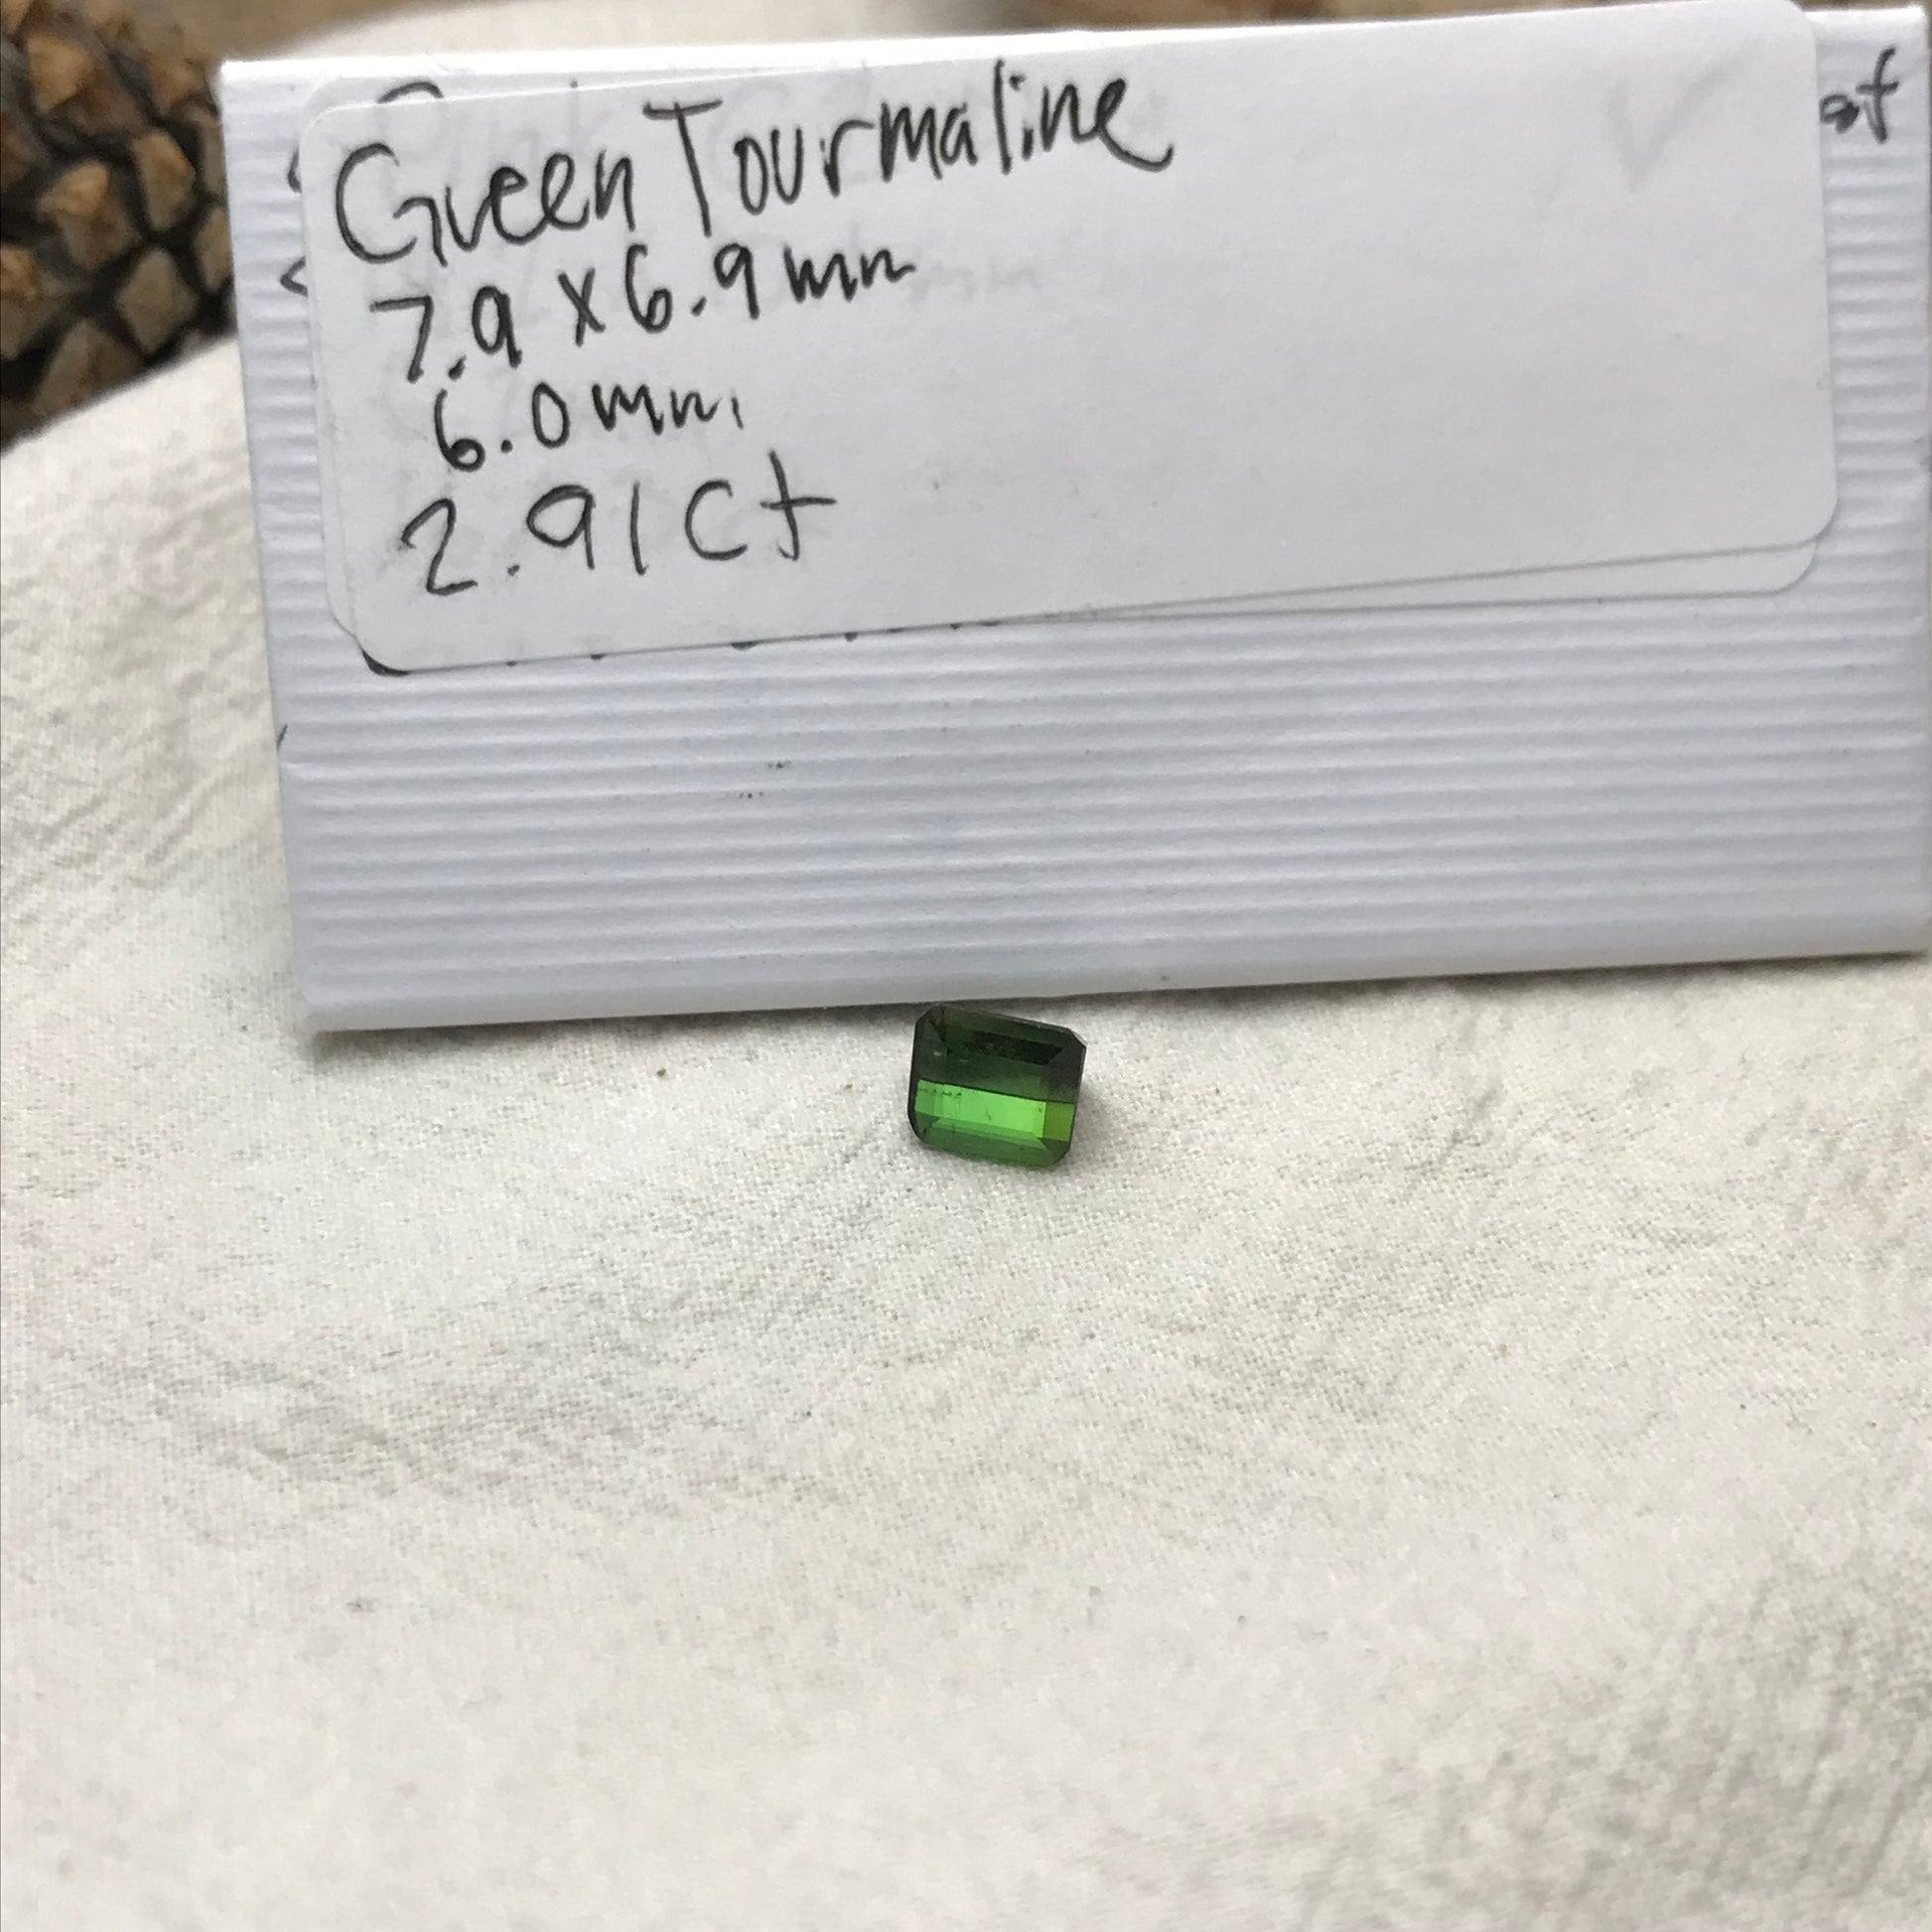 Green Tourmaline
7.9 x 6.9 mm
6.0 mm
2.91 ct